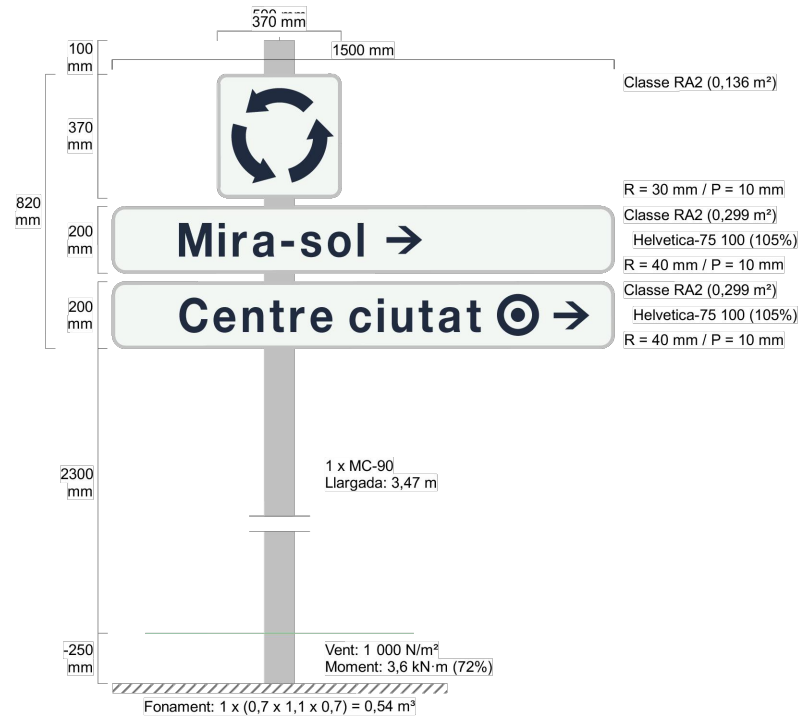 370 mm
100
mm
1500 mm
Classe RA2 (0,136 m²)
370
mm
R = 30 mm / P = 10 mm
820
mm
200
mm
Mira-sol →
Classe RA2 (0,299 m²)
Helvetica-75 100 (105%)
R = 40 mm / P = 10 mm
200
mm
Centre ciutat →
Classe RA2 (0,299 m²)
Helvetica-75 100 (105%)
R = 40 mm / P = 10 mm
2300
mm
1 x MC-90
Llargada: 3,47 m
-250
mm
Vent: 1 000 N/m²
Moment: 3,6 kN·m (72%)
Fonament: 1 x (0,7 x 1,1 x 0,7) = 0,54 m³